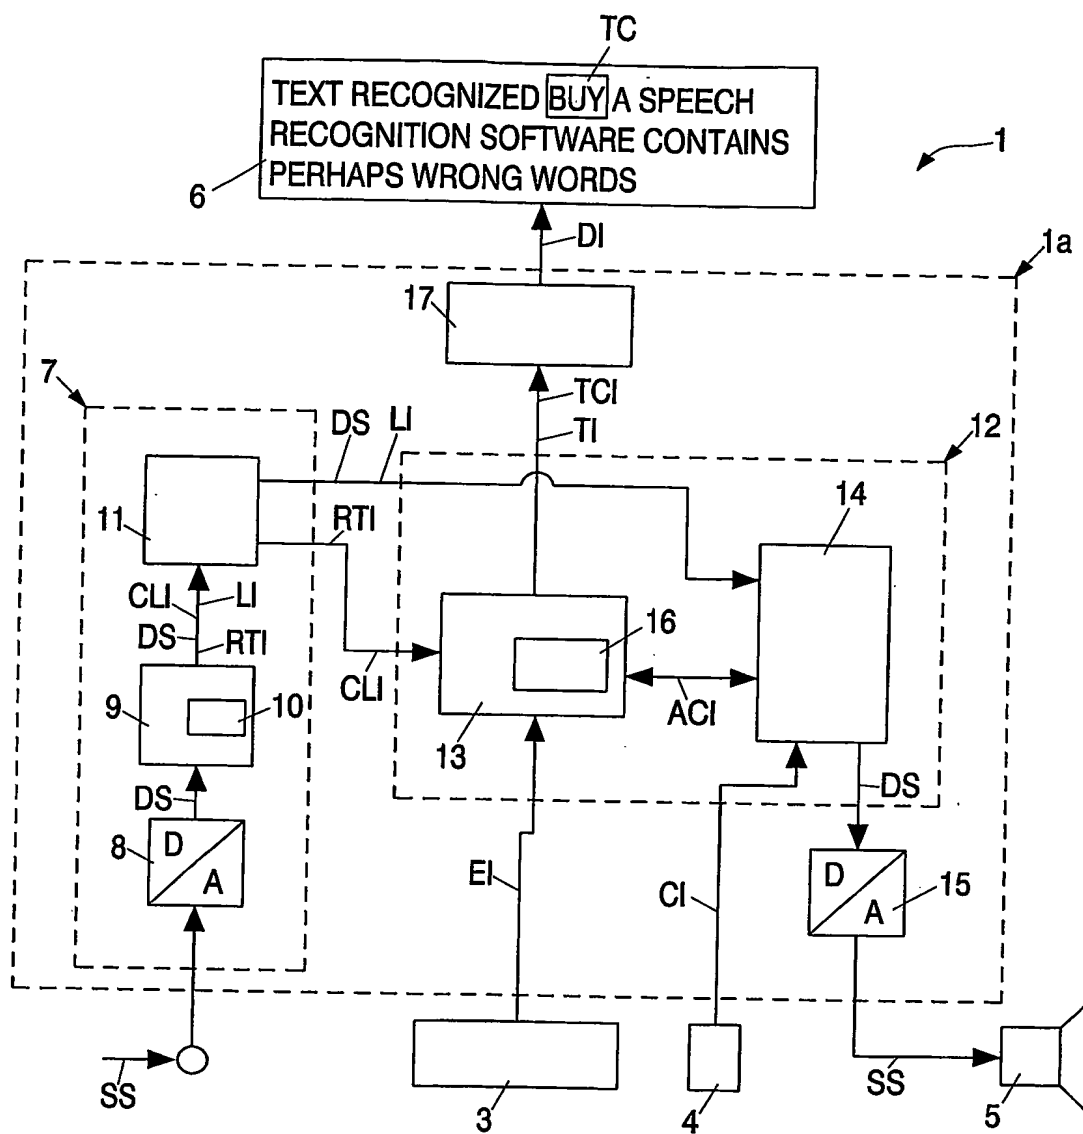 TC
TEXT RECOGNIZED BUY A SPEECH
RECOGNITION SOFTWARE CONTAINS
PERHAPS WRONG WORDS
6
1
DI
1a
17
7
TCI
TI
DS
LI
12
11
RTI
14
CLI
LI
DS
RTI
16
CLI
ACI
9
10
13
DS
DS
8
D
A
EI
CI
D
A
15
SS
3
4
SS
5